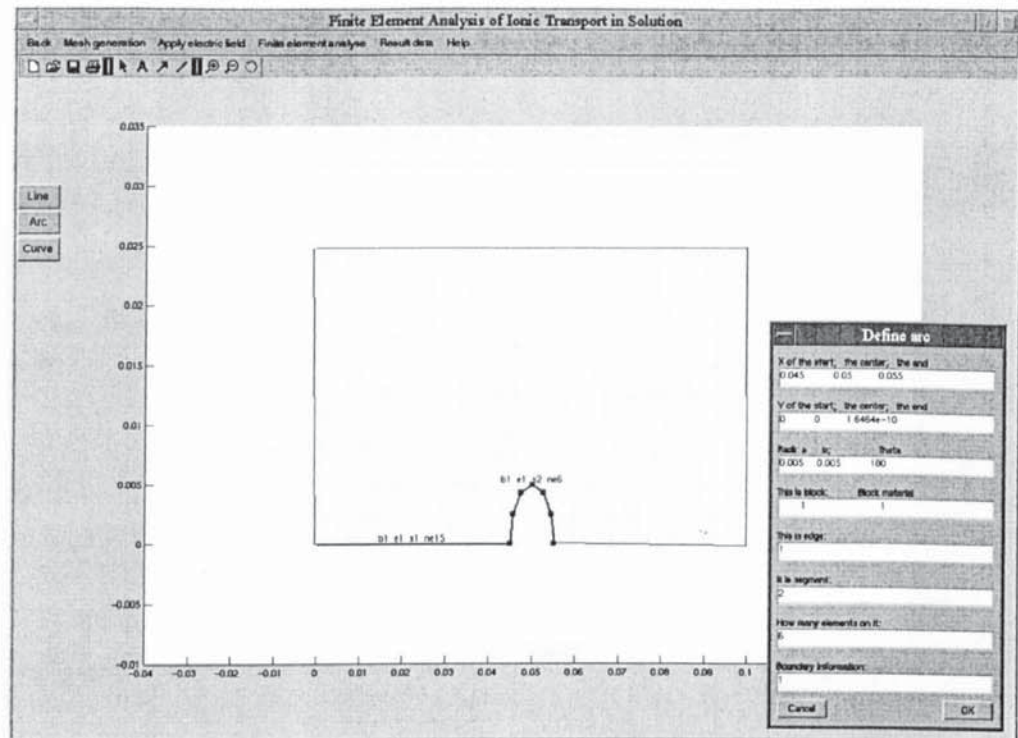 Finite Element Analysis of Ionic Transport in Solution
Back Mesh generation Apply electric field Finite element analyse Result data Help
Line
Arc
Curve
0.035
0.03
0.025
0.02
0.015
0.01
0.005
0
-0.005
-0.01
-0.04 -0.03 -0.02 -0.01 0 0.01 0.02 0.03 0.04 0.05 0.06 0.07 0.08 0.09 0.1
b1 e1 s2 ne6
b1 e1 s1 ne15
Define arc
X of the start; the center; the end
0.045 0.05 0.055
Y of the start; the center; the end
0 0 1.6464e-10
Radii a b; Theta
0.005 0.005 180
This is block: Block material
1 1
This is edge:
1
It is segment:
2
How many elements on it:
6
Boundary information:
1
Cancel OK